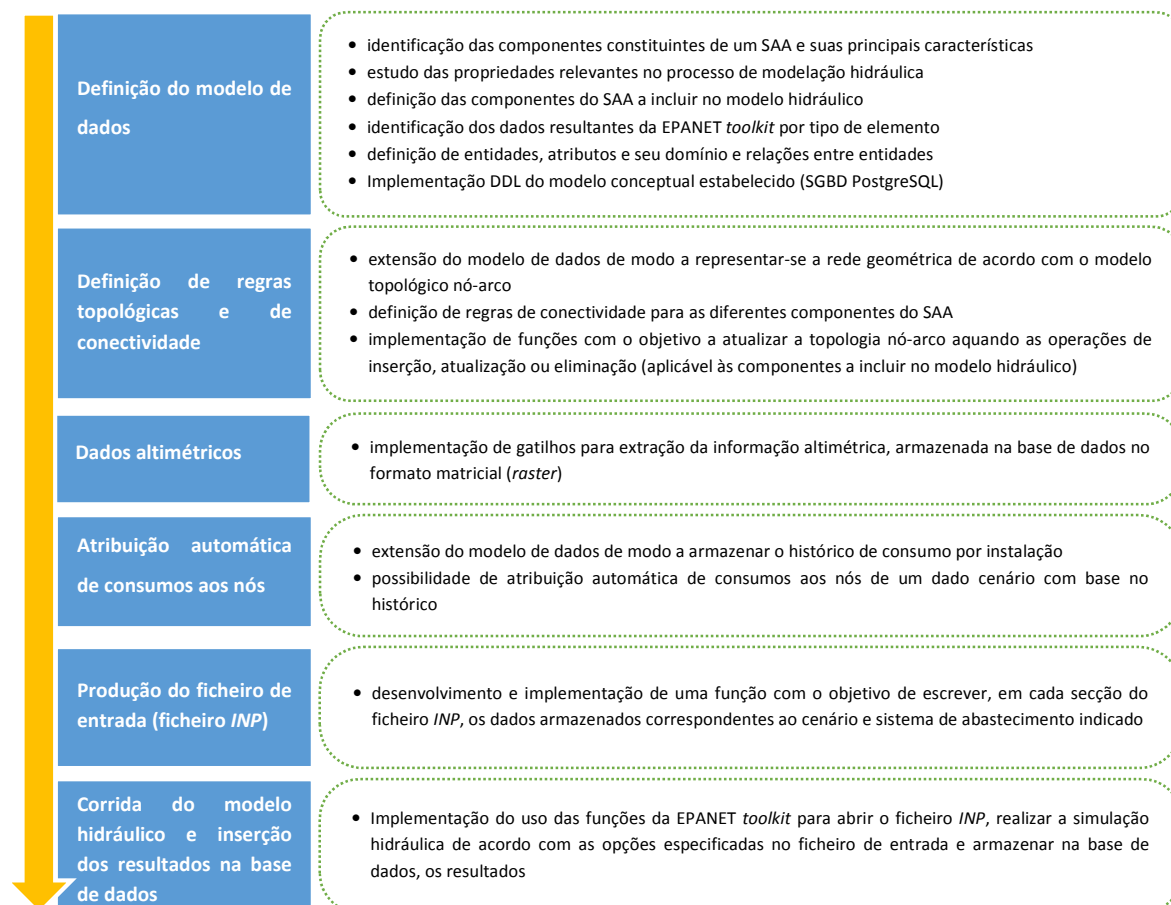 Definição do modelo de
dados
• identificação das componentes constituintes de um SAA e suas principais características
• estudo das propriedades relevantes no processo de modelação hidráulica
• definição das componentes do SAA a incluir no modelo hidráulico
• identificação dos dados resultantes da EPANET toolkit por tipo de elemento
• definição de entidades, atributos e seu domínio e relações entre entidades
• Implementação DDL do modelo conceptual estabelecido (SGBD PostgreSQL)
Definição de regras
topológicas e de
conectividade
• extensão do modelo de dados de modo a representar-se a rede geométrica de acordo com o modelo
topológico nó-arco
• definição de regras de conectividade para as diferentes componentes do SAA
• implementação de funções com o objetivo a atualizar a topologia nó-arco aquando as operações de
inserção, atualização ou eliminação (aplicável às componentes a incluir no modelo hidráulico)
Dados altimétricos
• implementação de gatilhos para extração da informação altimétrica, armazenada na base de dados no
formato matricial (raster)
Atribuição automática
de consumos aos nós
• extensão do modelo de dados de modo a armazenar o histórico de consumo por instalação
• possibilidade de atribuição automática de consumos aos nós de um dado cenário com base no
histórico
Produção do ficheiro de
entrada (ficheiro INP)
• desenvolvimento e implementação de uma função com o objetivo de escrever, em cada secção do
ficheiro INP, os dados armazenados correspondentes ao cenário e sistema de abastecimento indicado
Corrida do modelo
hidráulico e inserção
dos resultados na base
de dados
• Implementação do uso das funções da EPANET toolkit para abrir o ficheiro INP, realizar a simulação
hidráulica de acordo com as opções especificadas no ficheiro de entrada e armazenar na base de
dados, os resultados